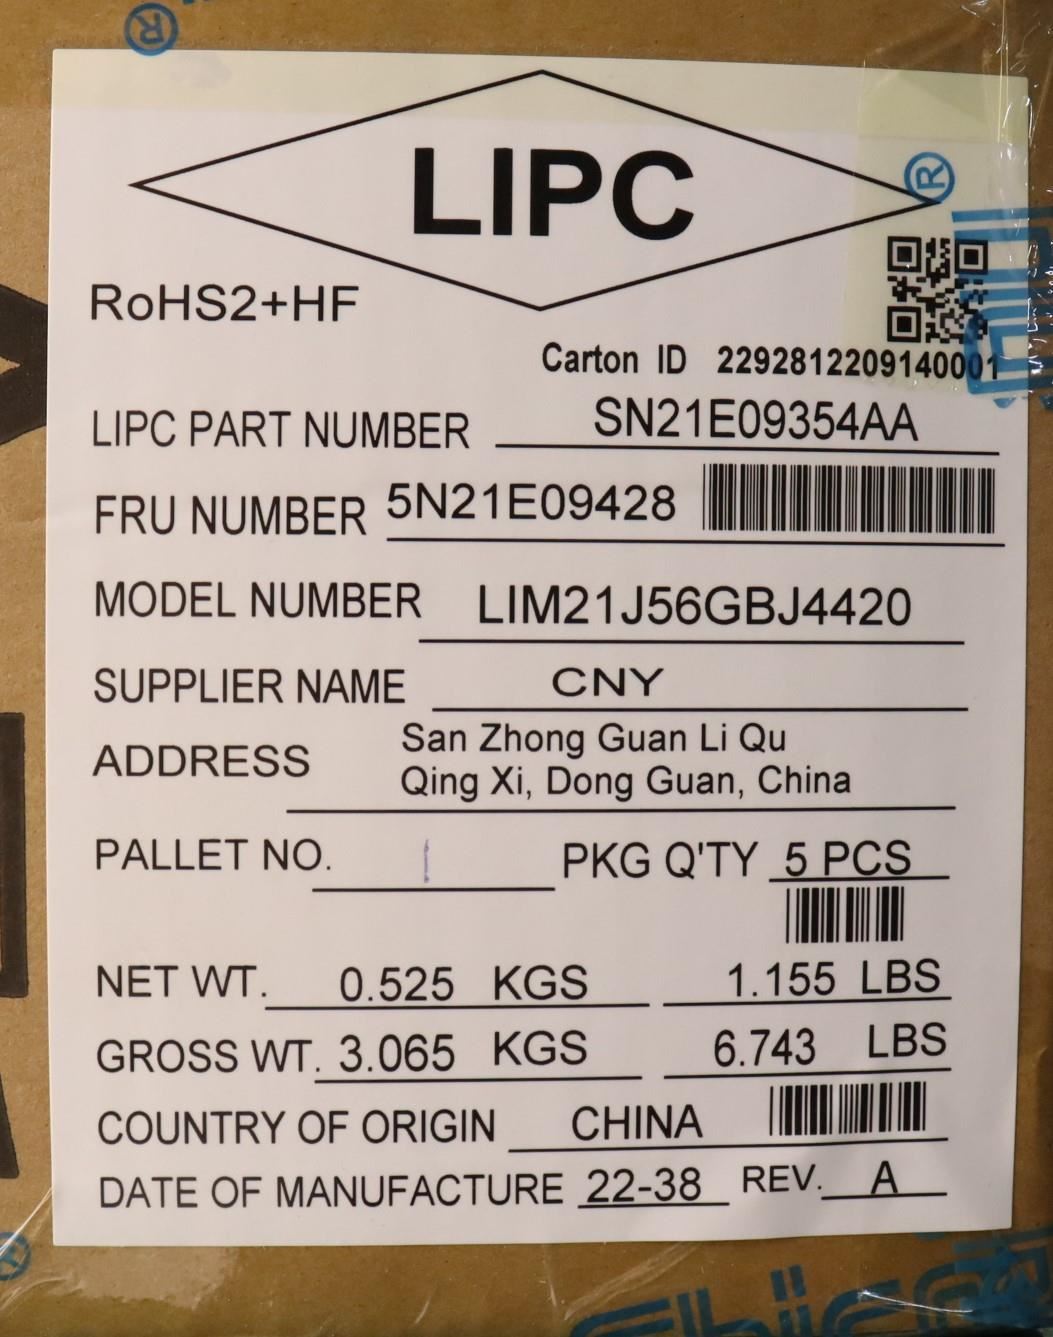 ®
LIPC
®
RoHS2+HF
Carton ID 2292812209140001
LIPC PART NUMBER SN21E09354AA
FRU NUMBER 5N21E09428
MODEL NUMBER LIM21J56GBJ4420
SUPPLIER NAME CNY
ADDRESS San Zhong Guan Li Qu
Qing Xi, Dong Guan, China
PALLET NO. 1 PKG Q'TY 5 PCS
NET WT. 0.525 KGS 1.155 LBS
GROSS WT. 3.065 KGS 6.743 LBS
COUNTRY OF ORIGIN CHINA
DATE OF MANUFACTURE 22-38 REV. A
®